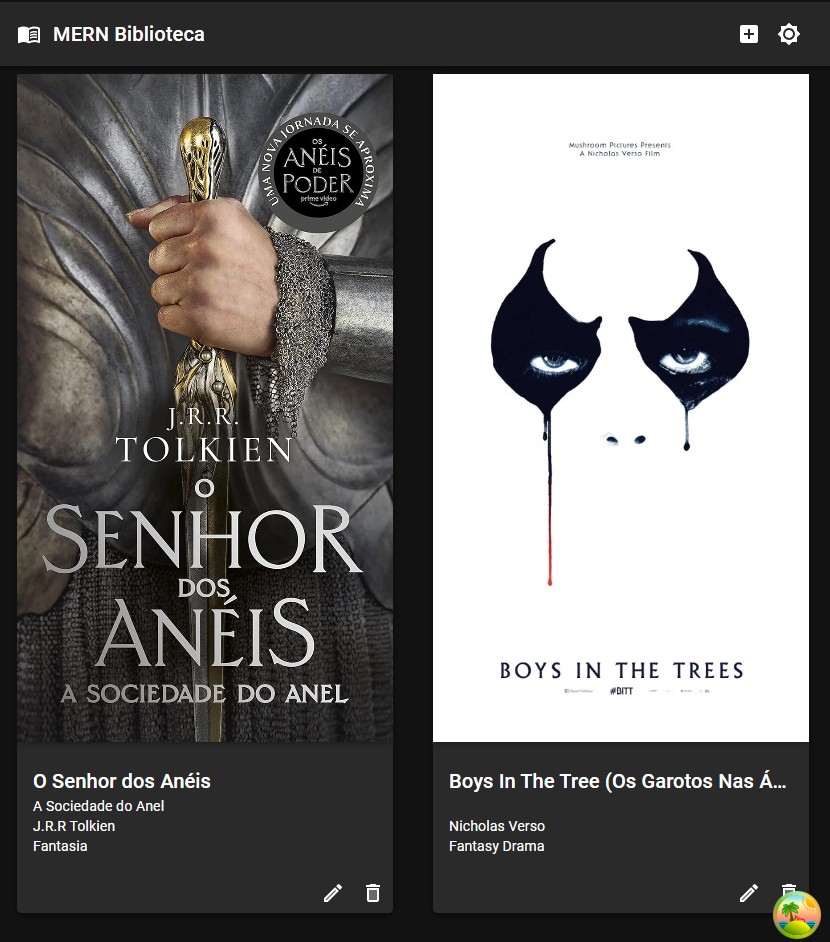 MERN Biblioteca
UMA NOVA JORNADA SE APROXIMA
OS
ANÉIS
DE
PODER
prime video
J.R.R.
TOLKIEN
O
SENHOR
DOS
ANÉIS
A SOCIEDADE DO ANEL
O Senhor dos Anéis
A Sociedade do Anel
J.R.R Tolkien
Fantasia
Mushroom Pictures Presents
A Nicholas Verso Film
BOYS IN THE TREES
#BITT
Boys In The Tree (Os Garotos Nas Á...
Nicholas Verso
Fantasy Drama